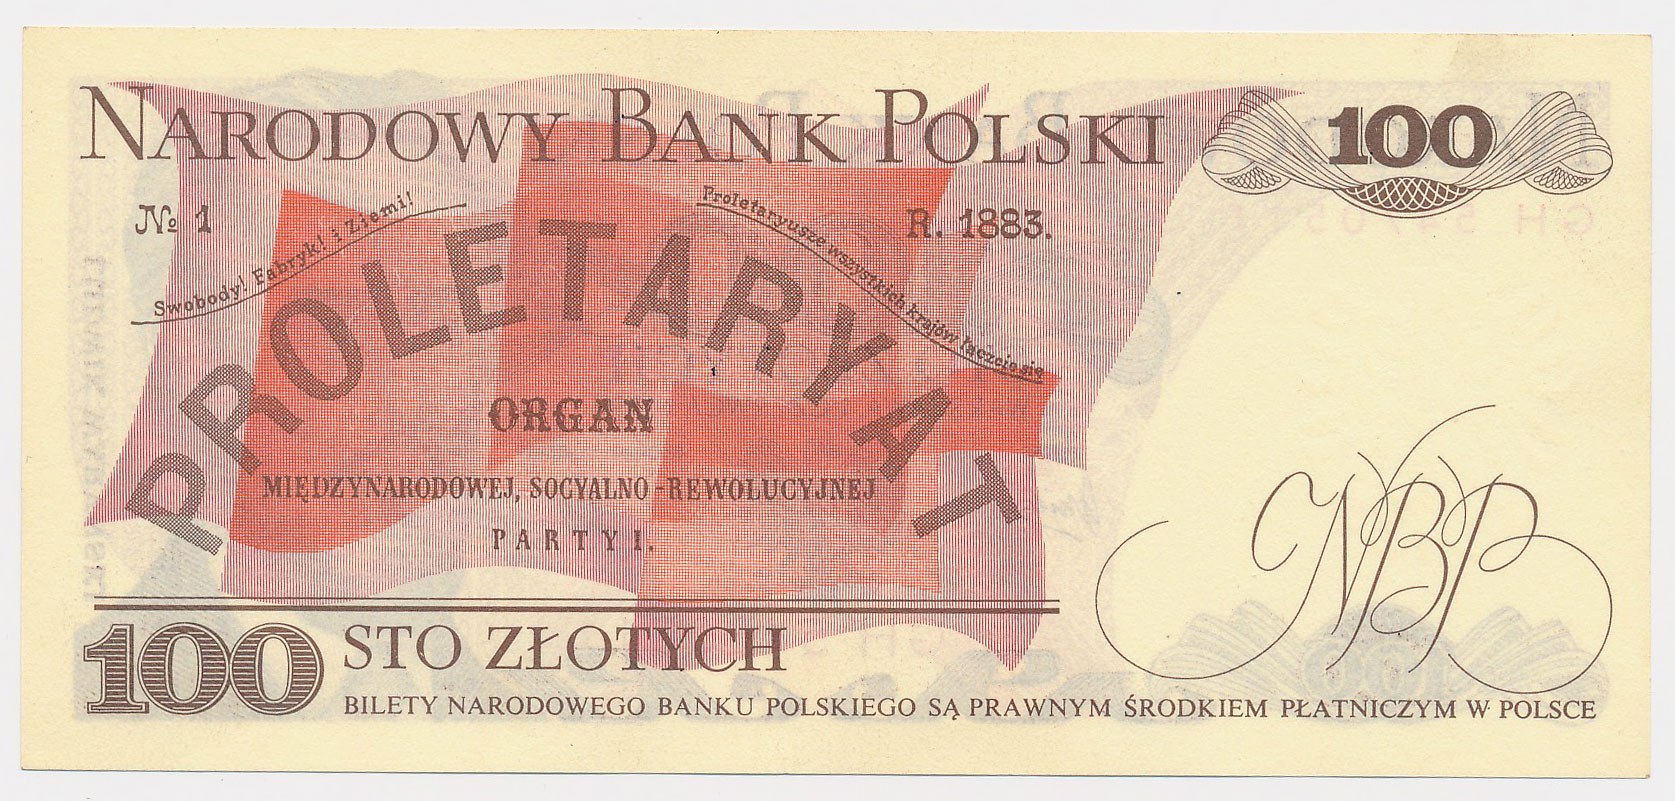 NARODOWY BANK POLSKI
100
№ 1
Swobody! Fabryk! i Ziemi!
Proletaryusze wszystkich krajów łączcie się
R. 1883.
PROLETARYAT
ORGAN
MIĘDZYNARODOWEJ, SOCYALNO-REWOLUCYJNEJ
PARTYI.
NBP
100
STO ZŁOTYCH
BILETY NARODOWEGO BANKU POLSKIEGO SĄ PRAWNYM ŚRODKIEM PŁATNICZYM W POLSCE